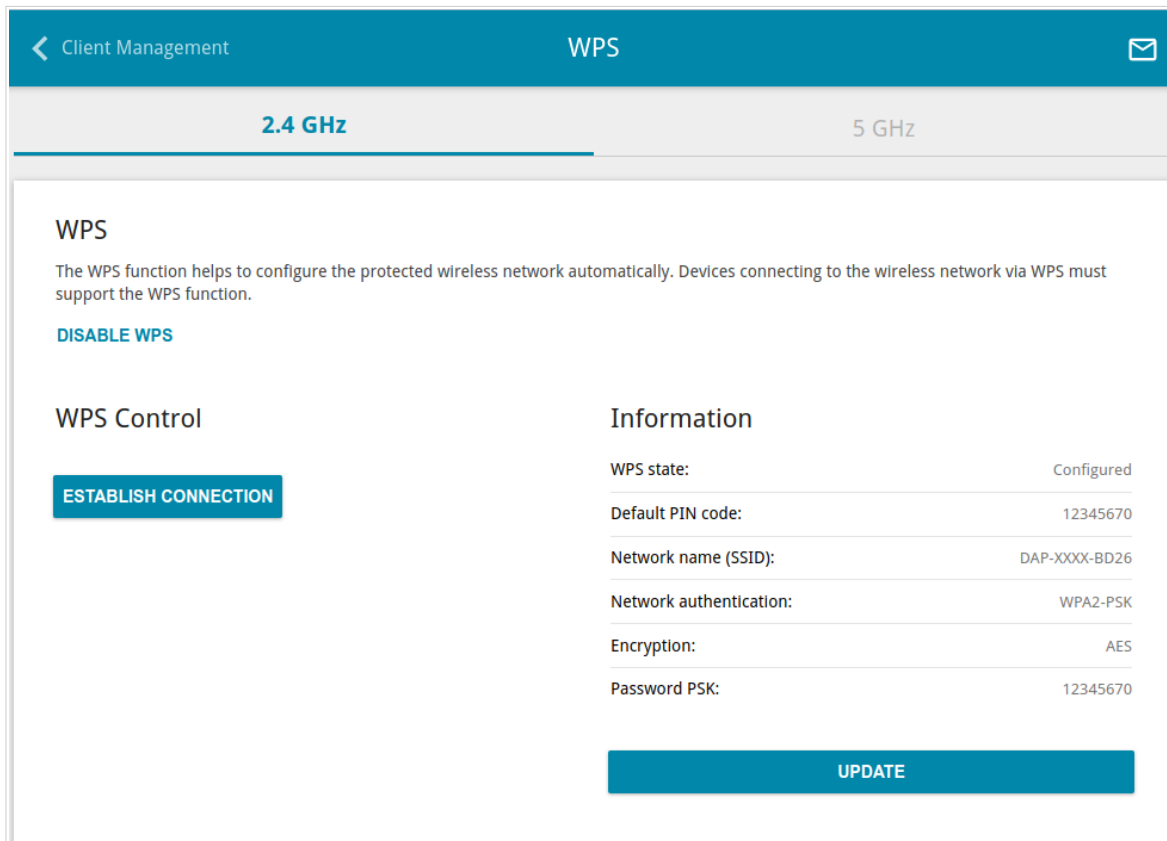 Client Management
WPS
2.4 GHz
5 GHz
WPS
The WPS function helps to configure the protected wireless network automatically. Devices connecting to the wireless network via WPS must
support the WPS function.
DISABLE WPS
WPS Control
ESTABLISH CONNECTION
Information
WPS state: Configured
Default PIN code: 12345670
Network name (SSID): DAP-XXXX-BD26
Network authentication: WPA2-PSK
Encryption: AES
Password PSK: 12345670
UPDATE